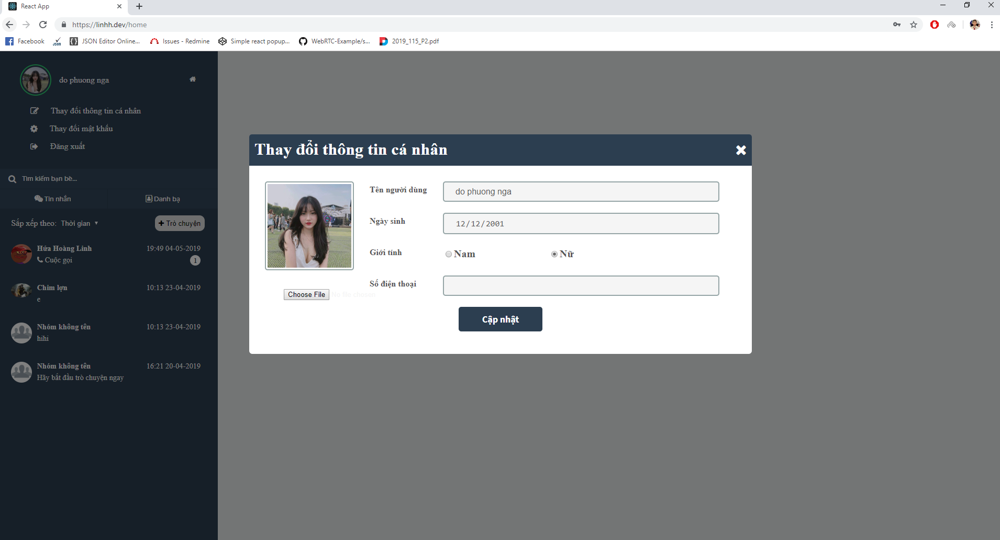 React App
https://linhh.dev/home
Facebook
JSON
JSON Editor Online...
Issues - Redmine
Simple react popup...
WebRTC-Example/s...
2019_115_P2.pdf
do phuong nga
Thay đổi thông tin cá nhân
Thay đổi mật khẩu
Đăng xuất
Tìm kiếm bạn bè...
Tin nhắn
Danh bạ
Sắp xếp theo: Thời gian
Trò chuyện
Hứa Hoàng Linh 19:49 04-05-2019
Cuộc gọi 1
Chim lợn 10:13 23-04-2019
e
Nhóm không tên 10:13 23-04-2019
hihi
Nhóm không tên 16:21 20-04-2019
Hãy bắt đầu trò chuyện ngay
Thay đổi thông tin cá nhân
Tên người dùng do phuong nga
Ngày sinh 12/12/2001
Giới tính Nam Nữ
Số điện thoại
Choose File No file chosen
Cập nhật